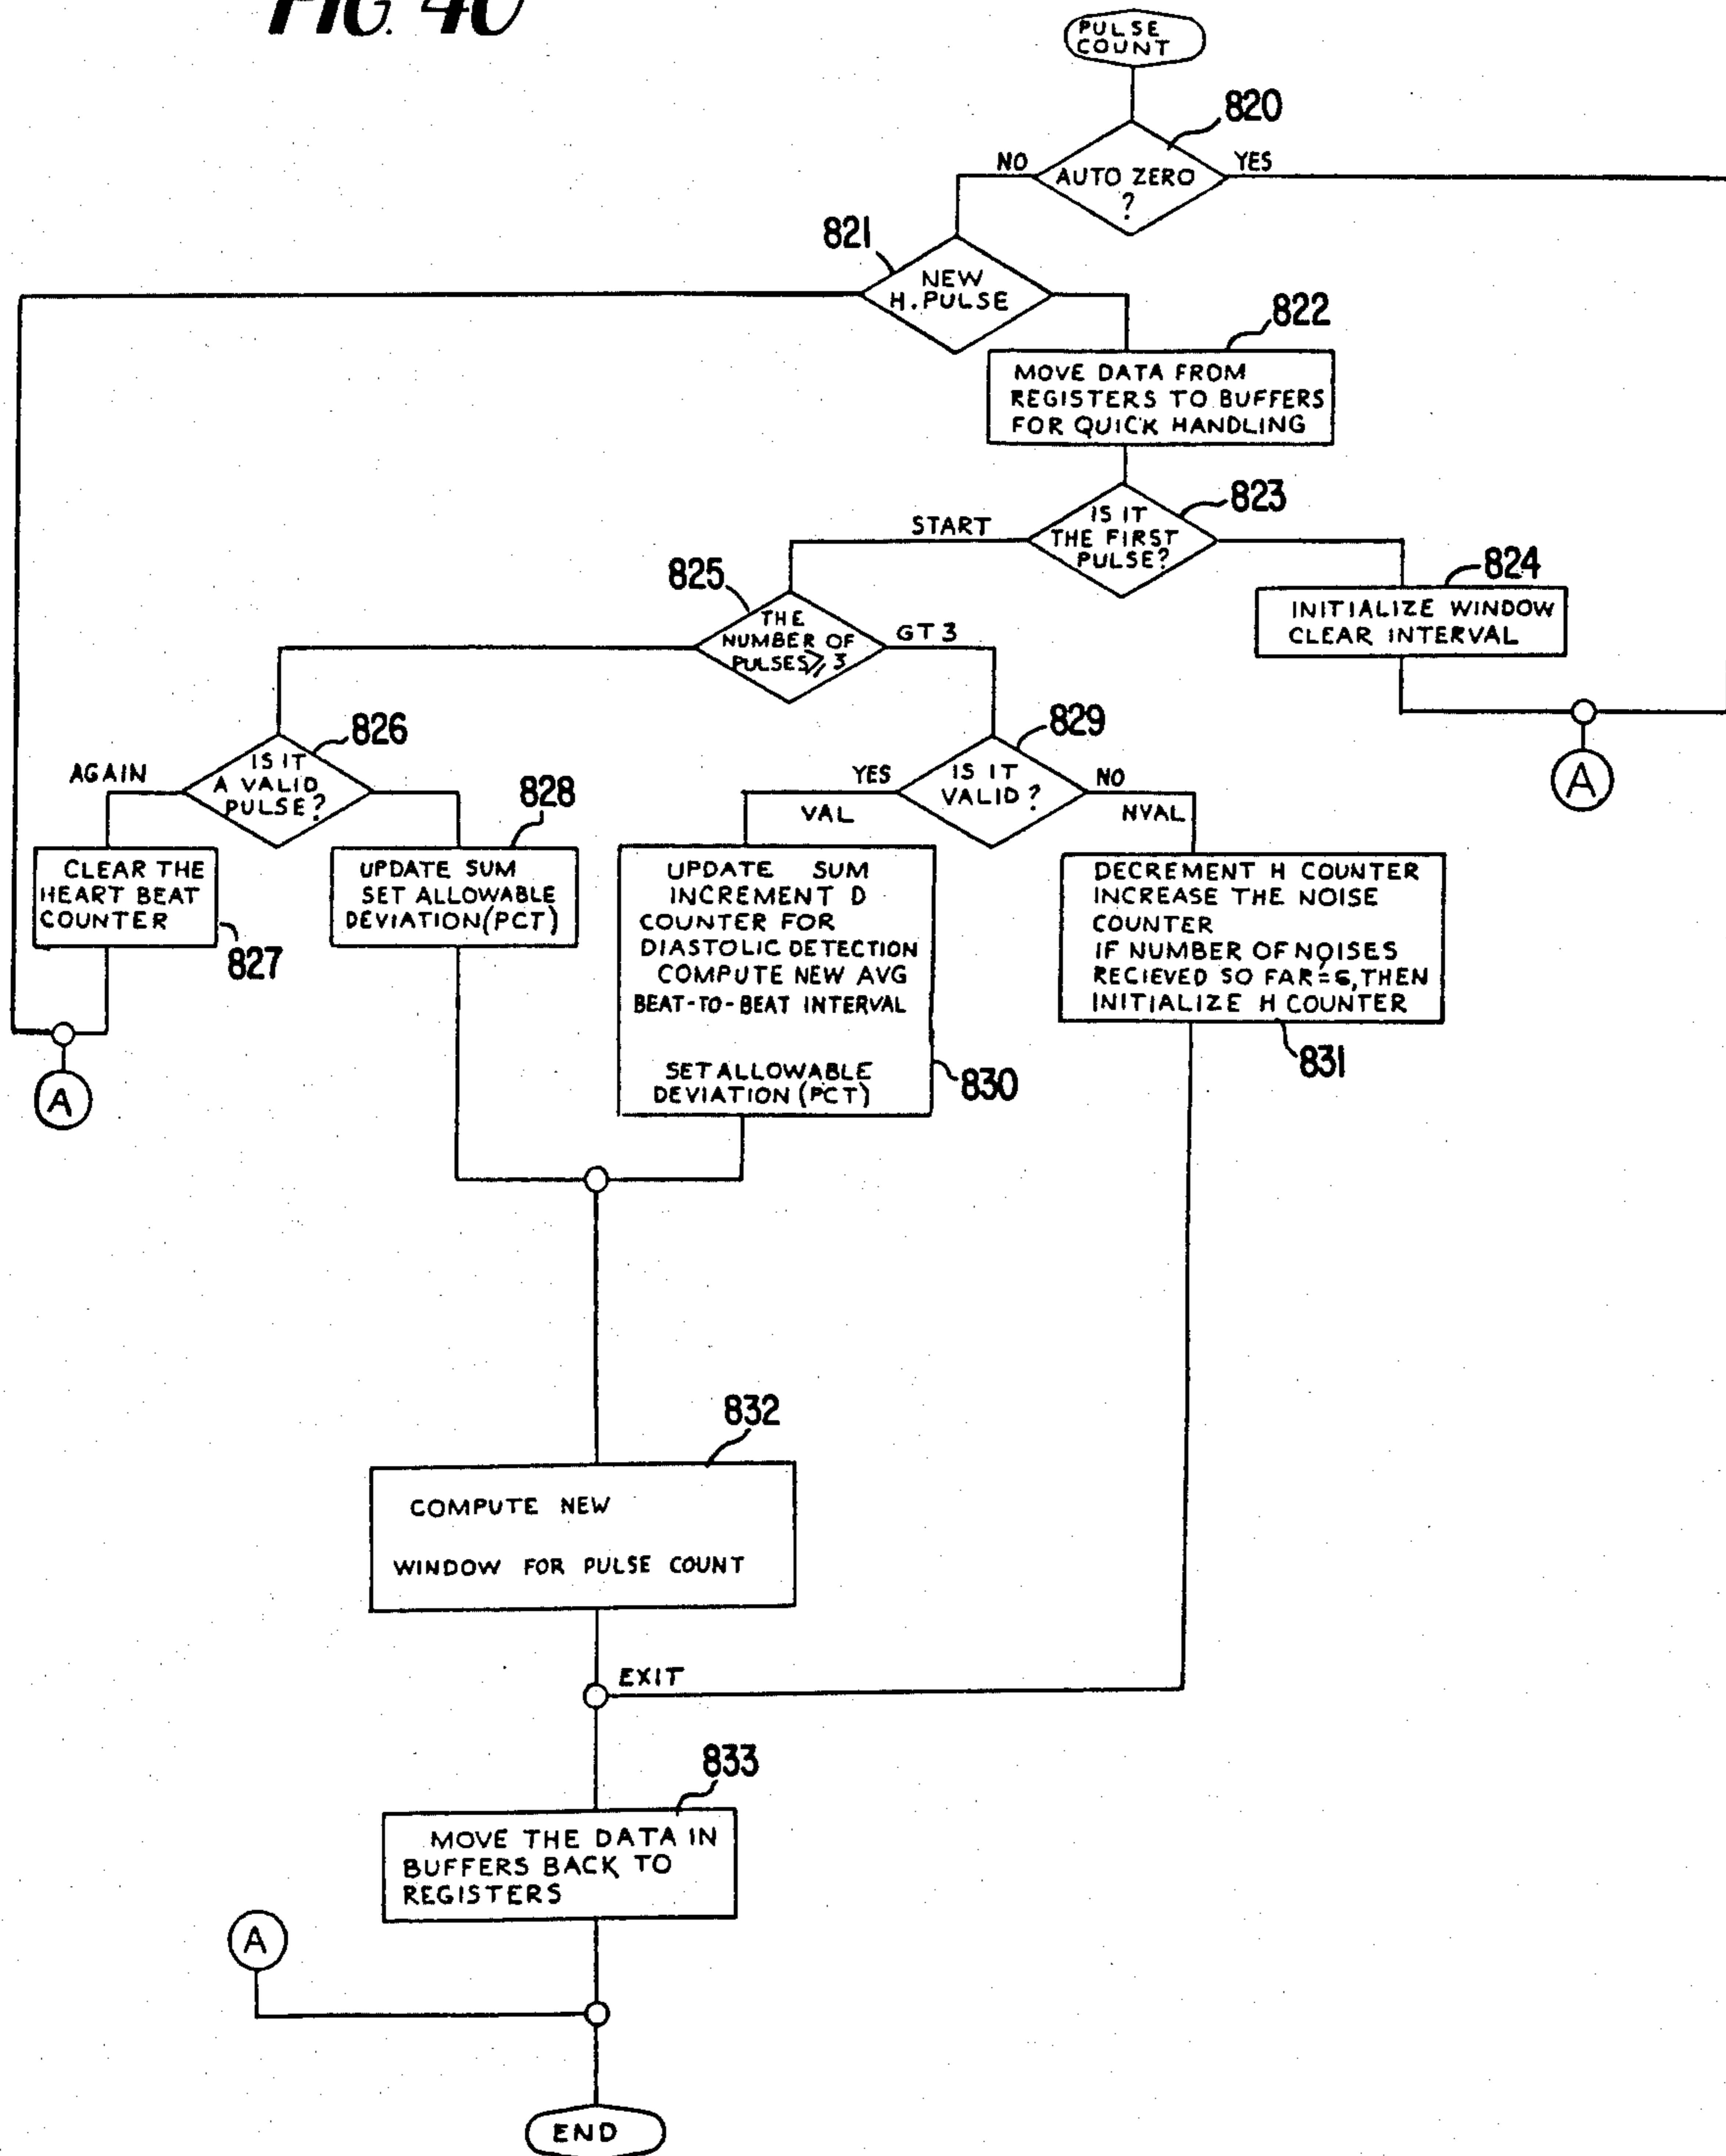 FIG. 40
PULSE
COUNT
820
NO
AUTO ZERO
?
YES
821
NEW
H. PULSE
822
MOVE DATA FROM
REGISTERS TO BUFFERS
FOR QUICK HANDLING
823
START
IS IT
THE FIRST
PULSE?
824
INITIALIZE WINDOW
CLEAR INTERVAL
825
THE
NUMBER OF
PULSES ⩾ 3
GT 3
826
AGAIN
IS IT
A VALID
PULSE?
829
YES
IS IT
VALID?
NO
VAL
NVAL
A
827
CLEAR THE
HEART BEAT
COUNTER
828
UPDATE SUM
SET ALLOWABLE
DEVIATION (PCT)
UPDATE SUM
INCREMENT D
COUNTER FOR
DIASTOLIC DETECTION
COMPUTE NEW AVG
BEAT-TO-BEAT INTERVAL
SET ALLOWABLE
DEVIATION (PCT)
830
DECREMENT H COUNTER
INCREASE THE NOISE
COUNTER
IF NUMBER OF NOISES
RECIEVED SO FAR = 6, THEN
INITIALIZE H COUNTER
831
A
832
COMPUTE NEW
WINDOW FOR PULSE COUNT
EXIT
833
MOVE THE DATA IN
BUFFERS BACK TO
REGISTERS
A
END